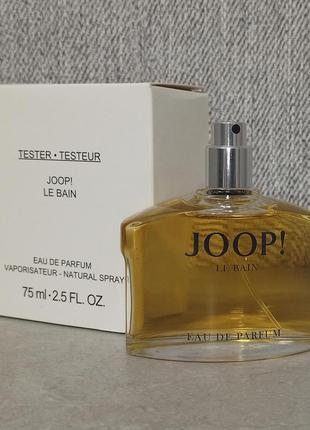 TESTER • TESTEUR
JOOP!
LE BAIN
EAU DE PARFUM
VAPORISATEUR - NATURAL SPRAY
75 ml • 2.5 FL. OZ.
JOOP!
LE BAIN
EAU DE PARFUM